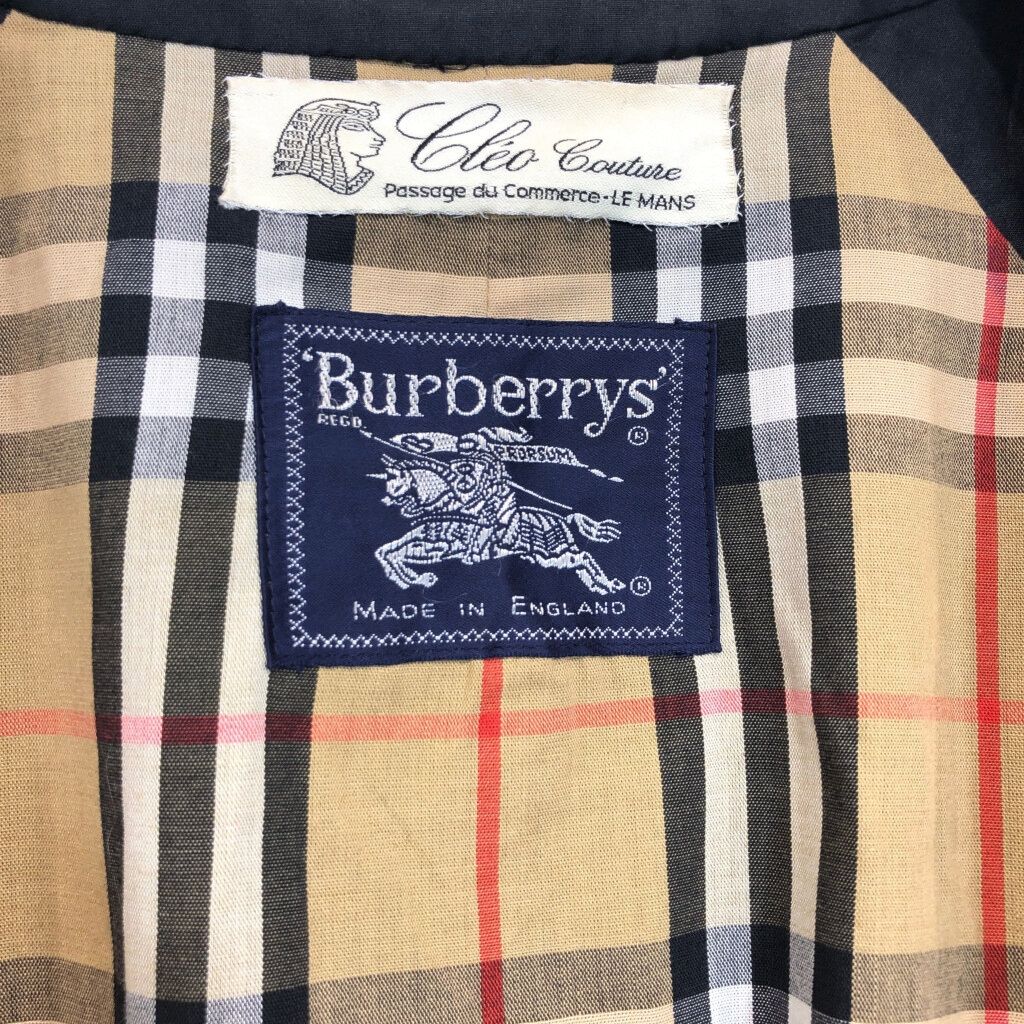 Cléo Couture
Passage du Commerce-LE MANS
‘Burberrys’
REGD.
®
PRORSUM
®
MADE IN ENGLAND